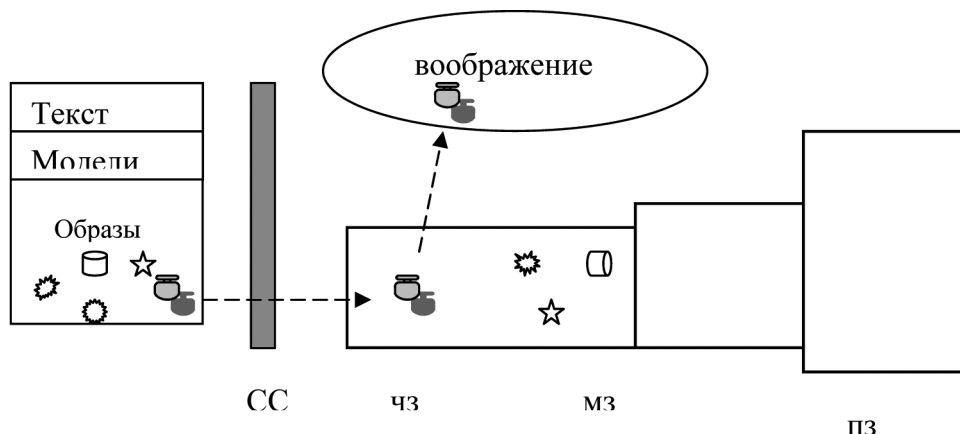 воображение
Текст
Модели
Образы
СС
чз
мз
пз